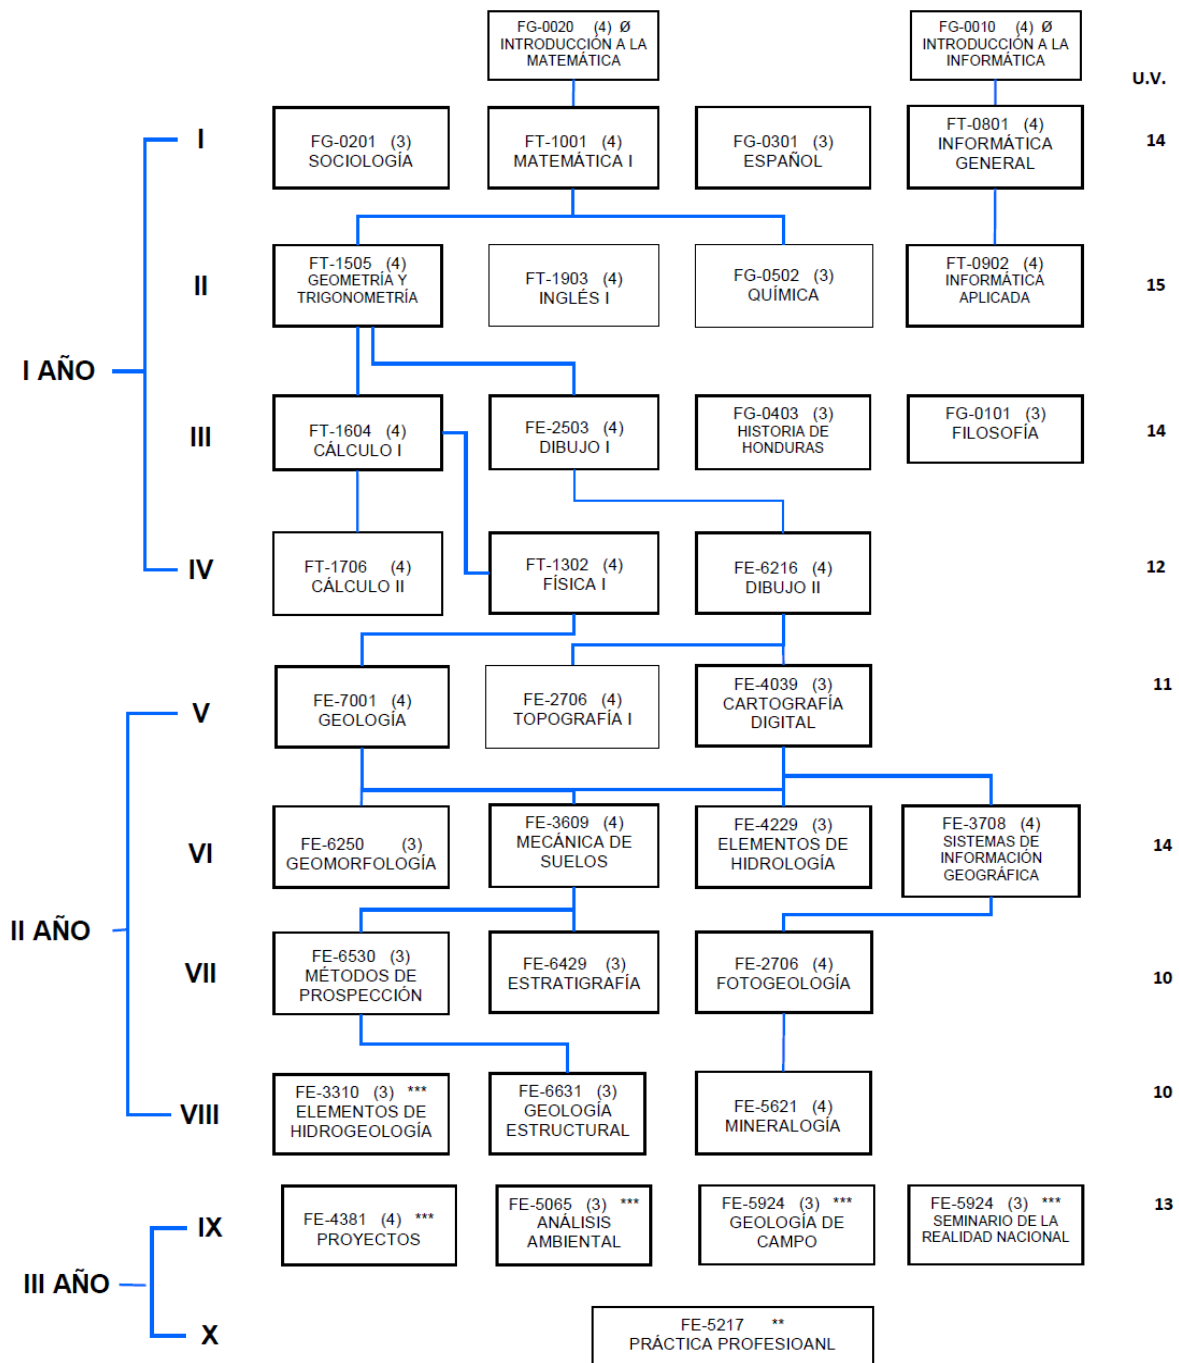 FG-0020 (4) Ø
INTRODUCCIÓN A LA
MATEMÁTICA
FG-0010 (4) Ø
INTRODUCCIÓN A LA
INFORMÁTICA
U.V.
I
FG-0201 (3)
SOCIOLOGÍA
FT-1001 (4)
MATEMÁTICA I
FG-0301 (3)
ESPAÑOL
FT-0801 (4)
INFORMÁTICA
GENERAL
14
II
FT-1505 (4)
GEOMETRÍA Y
TRIGONOMETRÍA
FT-1903 (4)
INGLÉS I
FG-0502 (3)
QUÍMICA
FT-0902 (4)
INFORMÁTICA
APLICADA
15
I AÑO
III
FT-1604 (4)
CÁLCULO I
FE-2503 (4)
DIBUJO I
FG-0403 (3)
HISTORIA DE
HONDURAS
FG-0101 (3)
FILOSOFÍA
14
IV
FT-1706 (4)
CÁLCULO II
FT-1302 (4)
FÍSICA I
FE-6216 (4)
DIBUJO II
12
V
FE-7001 (4)
GEOLOGÍA
FE-2706 (4)
TOPOGRAFÍA I
FE-4039 (3)
CARTOGRAFÍA
DIGITAL
11
VI
FE-6250 (3)
GEOMORFOLOGÍA
FE-3609 (4)
MECÁNICA DE
SUELOS
FE-4229 (3)
ELEMENTOS DE
HIDROLOGÍA
FE-3708 (4)
SISTEMAS DE
INFORMACIÓN
GEOGRÁFICA
14
II AÑO
VII
FE-6530 (3)
MÉTODOS DE
PROSPECCIÓN
FE-6429 (3)
ESTRATIGRAFÍA
FE-2706 (4)
FOTOGEOLOGÍA
10
VIII
FE-3310 (3) ***
ELEMENTOS DE
HIDROGEOLOGÍA
FE-6631 (3)
GEOLOGÍA
ESTRUCTURAL
FE-5621 (4)
MINERALOGÍA
10
IX
FE-4381 (4) ***
PROYECTOS
FE-5065 (3) ***
ANÁLISIS
AMBIENTAL
FE-5924 (3) ***
GEOLOGÍA DE
CAMPO
FE-5924 (3) ***
SEMINARIO DE LA
REALIDAD NACIONAL
13
III AÑO
X
FE-5217 **
PRÁCTICA PROFESIOANL